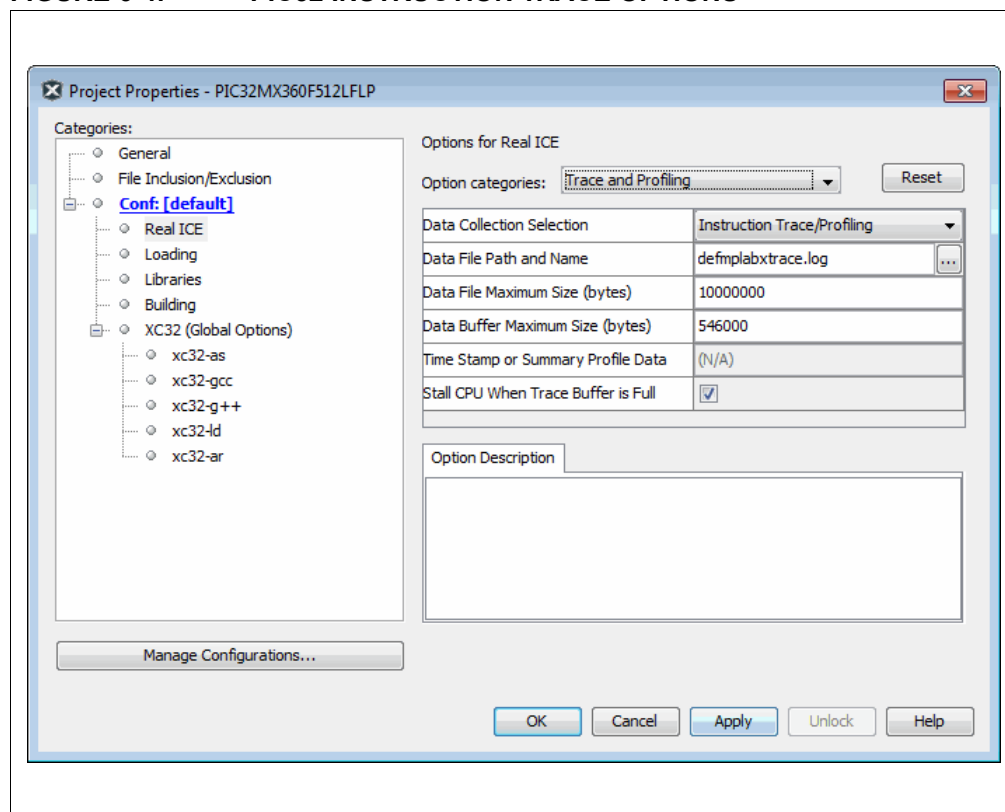 PIC32 INSTRUCTION TRACE OPTIONS
Project Properties - PIC32MX360F512LFLP
Categories:
General
File Inclusion/Exclusion
Conf: [default]
Real ICE
Loading
Libraries
Building
XC32 (Global Options)
xc32-as
xc32-gcc
xc32-g++
xc32-ld
xc32-ar
Manage Configurations...
Options for Real ICE
Option categories: Trace and Profiling Reset
Data Collection Selection Instruction Trace/Profiling
Data File Path and Name defmplabxtrace.log ...
Data File Maximum Size (bytes) 10000000
Data Buffer Maximum Size (bytes) 546000
Time Stamp or Summary Profile Data (N/A)
Stall CPU When Trace Buffer is Full
Option Description
OK Cancel Apply Unlock Help